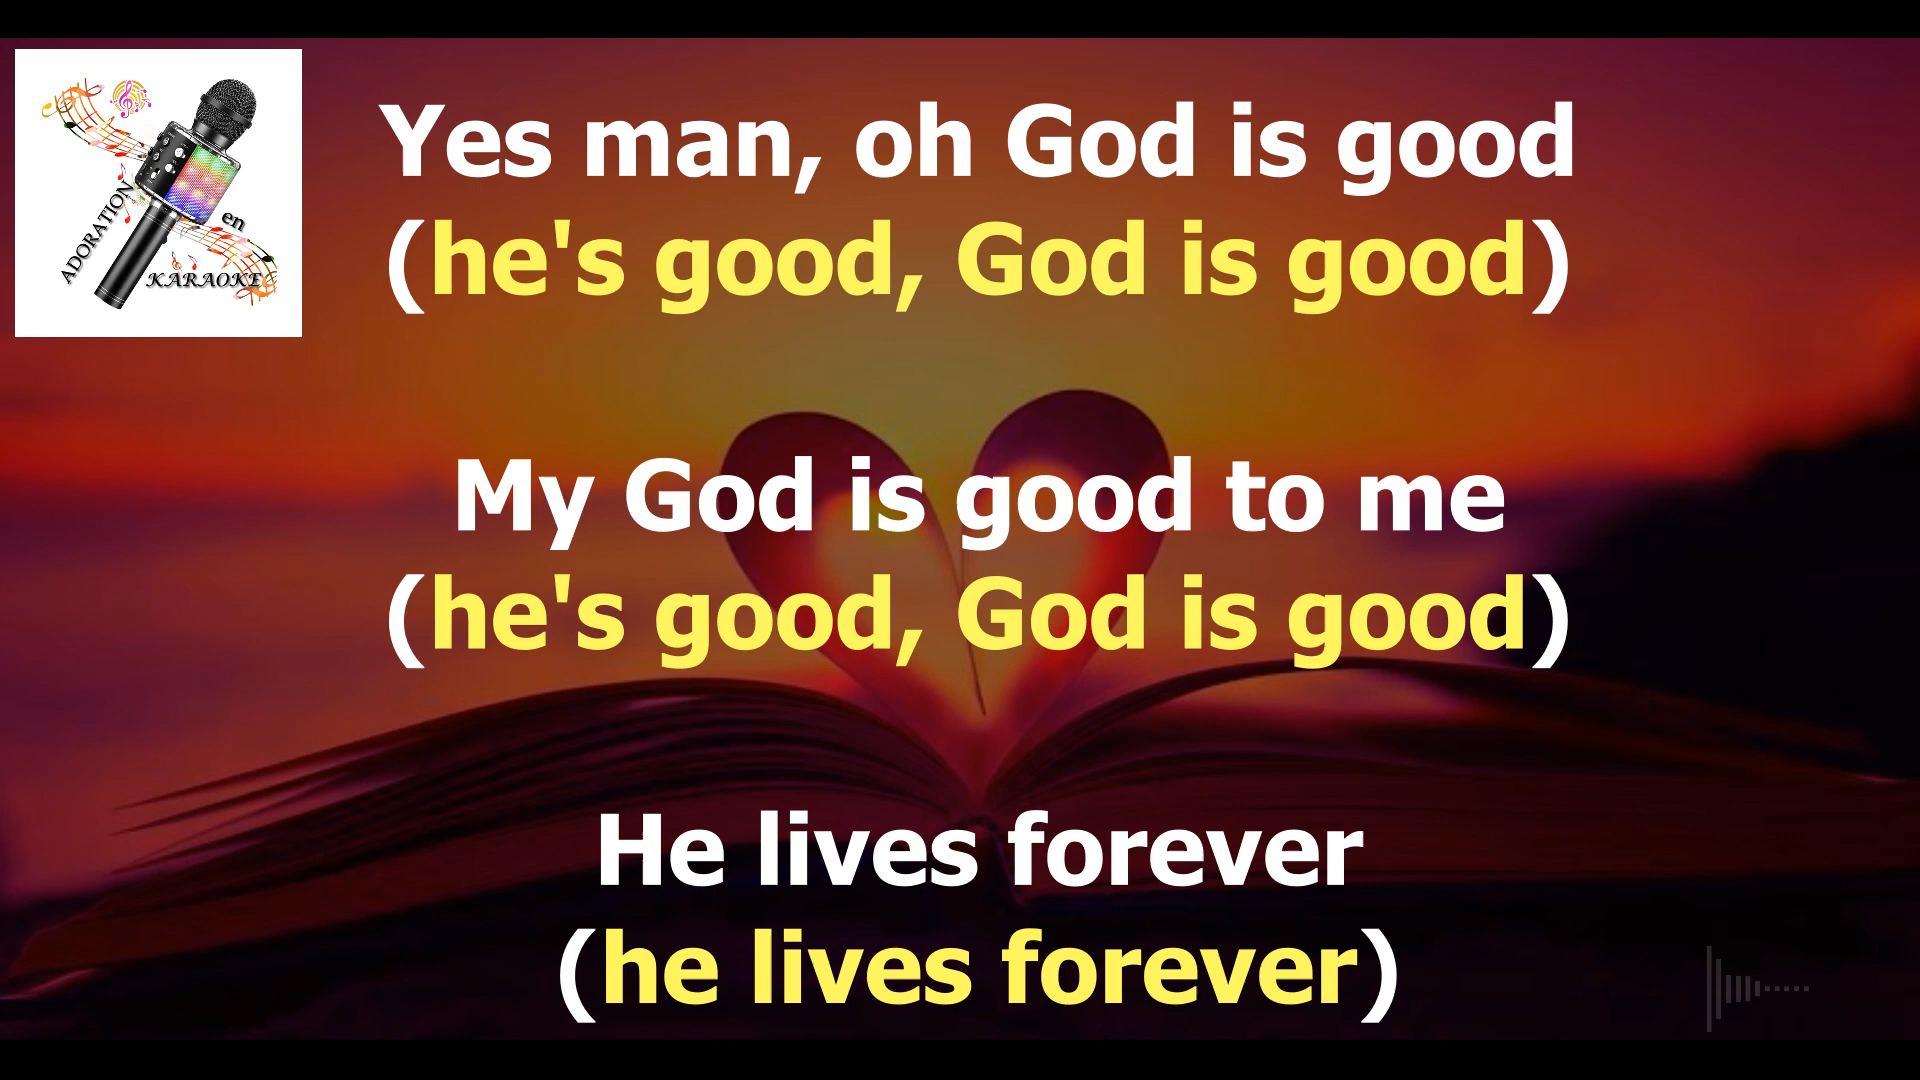 ADORATION
en
KARAOKE
Yes man, oh God is good
(he's good, God is good)
My God is good to me
(he's good, God is good)
He lives forever
(he lives forever)